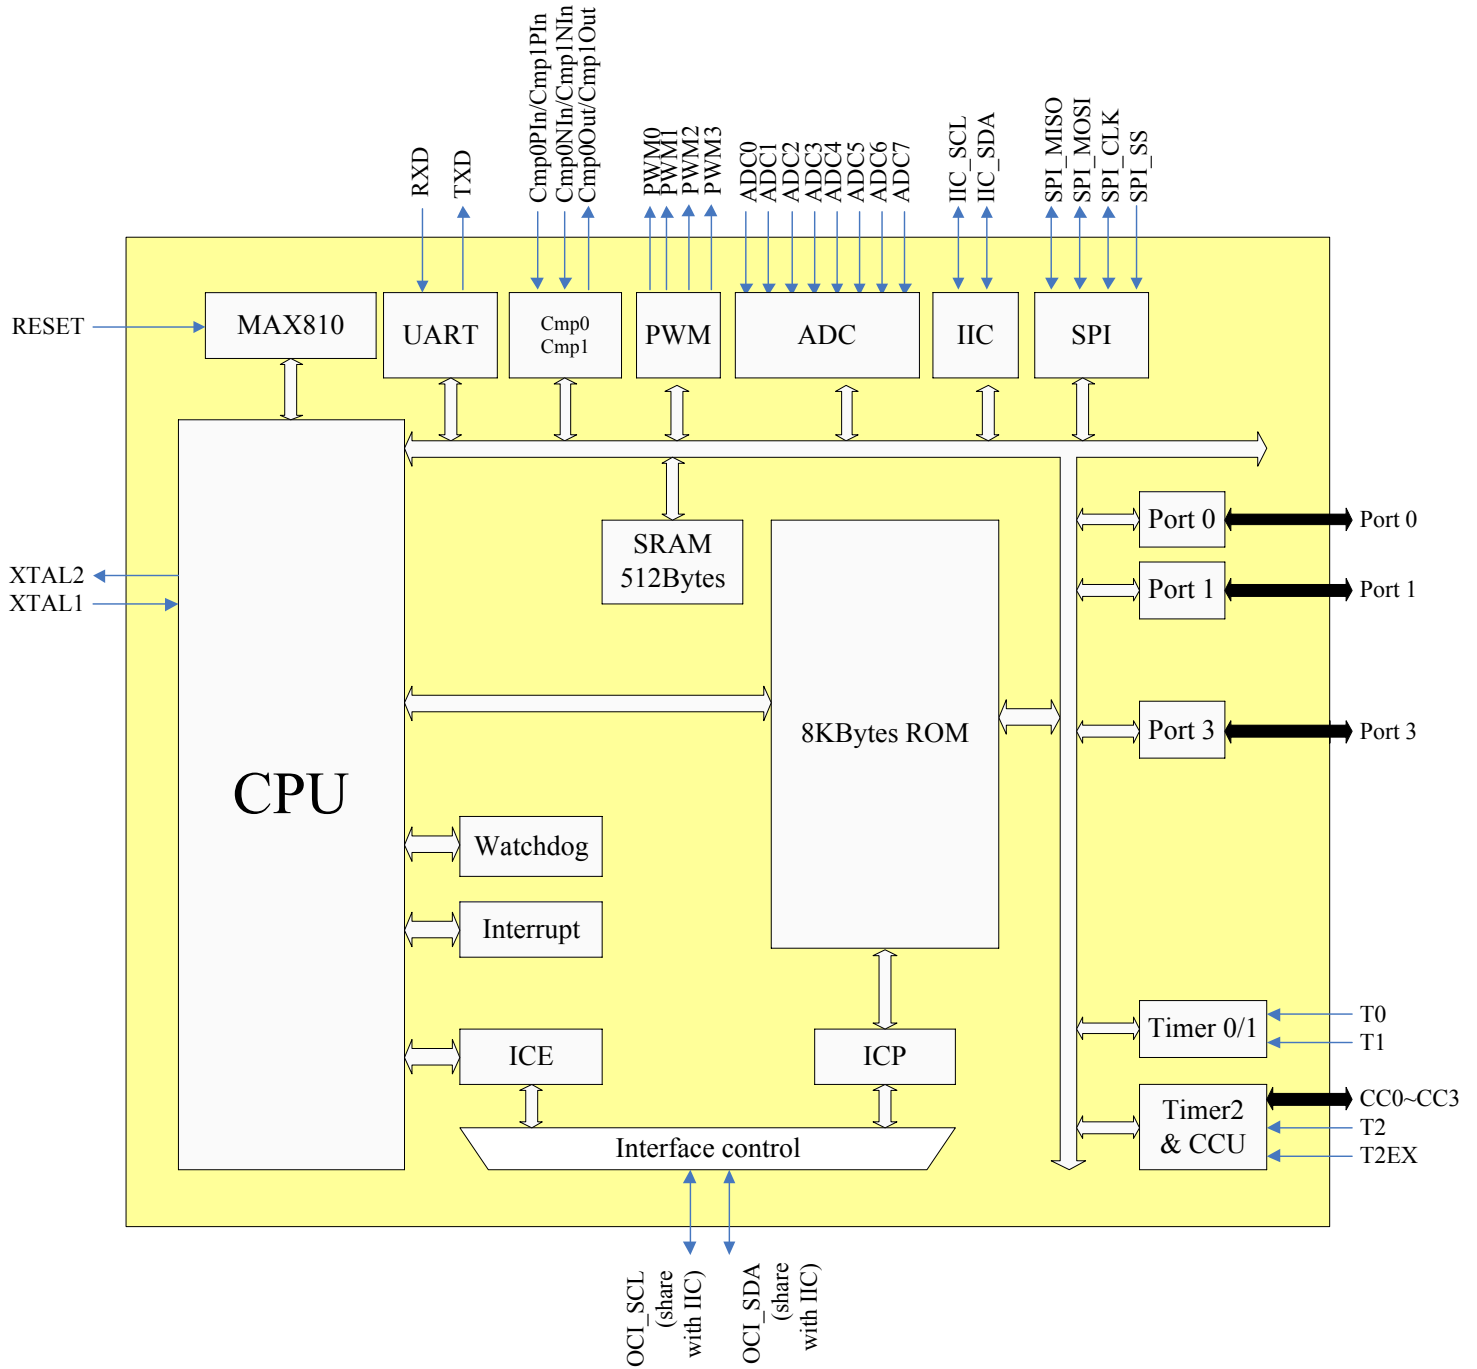 RXD
TXD
Cmp0PIn/Cmp1PIn
Cmp0NIn/Cmp1NIn
Cmp0Out/Cmp1Out
PWM0
PWM1
PWM2
PWM3
ADC0
ADC1
ADC2
ADC3
ADC4
ADC5
ADC6
ADC7
IIC_SCL
IIC_SDA
SPI_MISO
SPI_MOSI
SPI_CLK
SPI_SS
RESET
MAX810
UART
Cmp0
Cmp1
PWM
ADC
IIC
SPI
Port 0
Port 0
SRAM
512Bytes
XTAL2
XTAL1
Port 1
Port 1
8KBytes ROM
Port 3
Port 3
CPU
Watchdog
Interrupt
ICE
ICP
Timer 0/1
T0
T1
Timer2
& CCU
CC0~CC3
T2
T2EX
Interface control
OCI_SCL
(share
with IIC)
OCI_SDA
(share
with IIC)